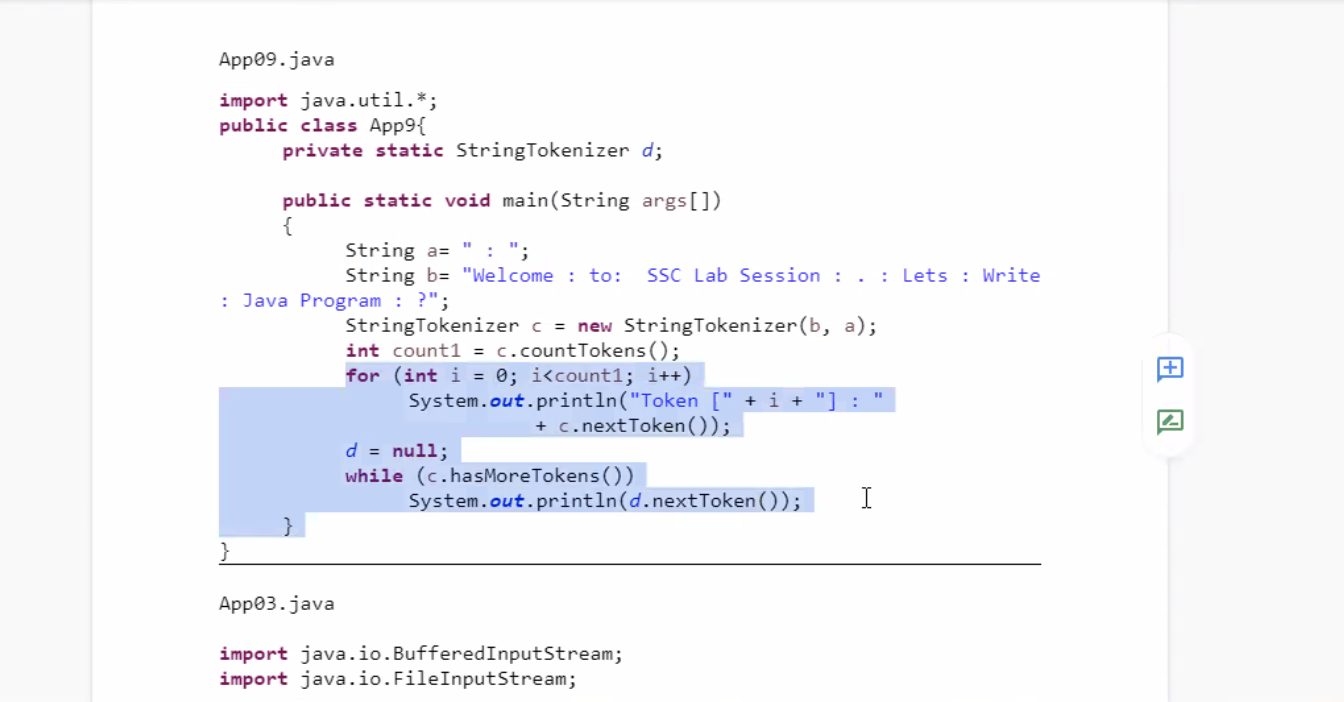 App09.java
import java.util.*;
public class App9{
private static StringTokenizer d;
public static void main(String args[])
{
String a= " : ";
String b= "Welcome : to:  SSC Lab Session : . : Lets : Write
: Java Program : ?";
StringTokenizer c = new StringTokenizer(b, a);
int count1 = c.countTokens();
for (int i = 0; i<count1; i++)
System.out.println("Token [" + i + "] : "
+ c.nextToken());
d = null;
while (c.hasMoreTokens())
System.out.println(d.nextToken());
}
}
App03.java
import java.io.BufferedInputStream;
import java.io.FileInputStream;